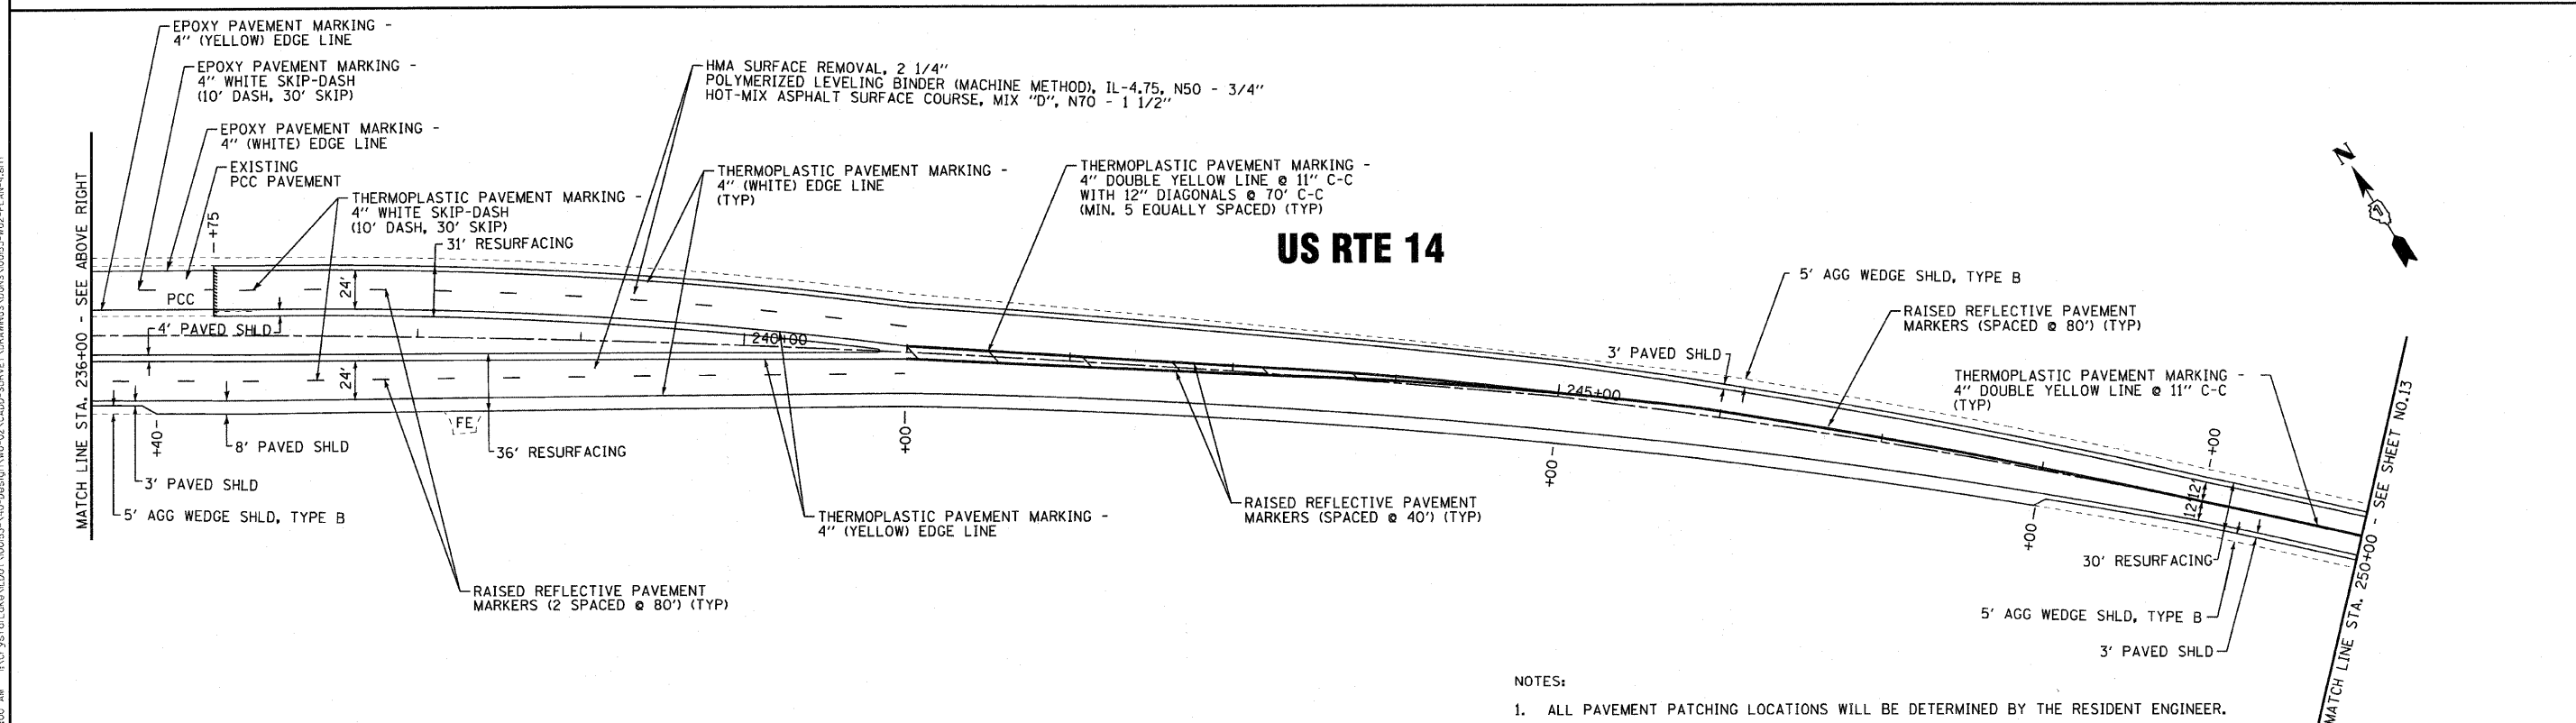 EPOXY PAVEMENT MARKING -
4" (YELLOW) EDGE LINE
EPOXY PAVEMENT MARKING -
4" WHITE SKIP-DASH
(10' DASH, 30' SKIP)
EPOXY PAVEMENT MARKING -
4" (WHITE) EDGE LINE
EXISTING
PCC PAVEMENT
THERMOPLASTIC PAVEMENT MARKING -
4" WHITE SKIP-DASH
(10' DASH, 30' SKIP)
31' RESURFACING
HMA SURFACE REMOVAL, 2 1/4"
POLYMERIZED LEVELING BINDER (MACHINE METHOD), IL-4.75, N50 - 3/4"
HOT-MIX ASPHALT SURFACE COURSE, MIX "D", N70 - 1 1/2"
THERMOPLASTIC PAVEMENT MARKING -
4" (WHITE) EDGE LINE
(TYP)
THERMOPLASTIC PAVEMENT MARKING -
4" DOUBLE YELLOW LINE @ 11" C-C
WITH 12" DIAGONALS @ 70' C-C
(MIN. 5 EQUALLY SPACED) (TYP)
US RTE 14
N
5' AGG WEDGE SHLD, TYPE B
RAISED REFLECTIVE PAVEMENT
MARKERS (SPACED @ 80') (TYP)
3' PAVED SHLD
THERMOPLASTIC PAVEMENT MARKING -
4" DOUBLE YELLOW LINE @ 11" C-C
(TYP)
MATCH LINE STA. 236+00 - SEE ABOVE RIGHT
+75
PCC
24'
4' PAVED SHLD
240+00
24'
245+00
+40
FE
8' PAVED SHLD
36' RESURFACING
+00
+00
+00
+00
12'
12'
3' PAVED SHLD
5' AGG WEDGE SHLD, TYPE B
THERMOPLASTIC PAVEMENT MARKING -
4" (YELLOW) EDGE LINE
RAISED REFLECTIVE PAVEMENT
MARKERS (SPACED @ 40') (TYP)
RAISED REFLECTIVE PAVEMENT
MARKERS (2 SPACED @ 80') (TYP)
30' RESURFACING
5' AGG WEDGE SHLD, TYPE B
3' PAVED SHLD
MATCH LINE STA. 250+00 - SEE SHEET NO.13
NOTES:
1. ALL PAVEMENT PATCHING LOCATIONS WILL BE DETERMINED BY THE RESIDENT ENGINEER.